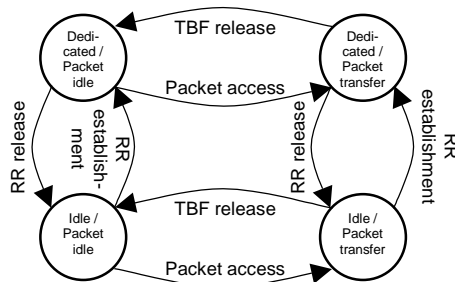 TBF release
Dedi-
cated /
Packet
idle
Dedi-
cated /
Packet
transfer
Packet access
RR release
RR
establish-
ment
RR release
RR
establishment
Idle /
Packet
idle
TBF release
Idle /
Packet
transfer
Packet access